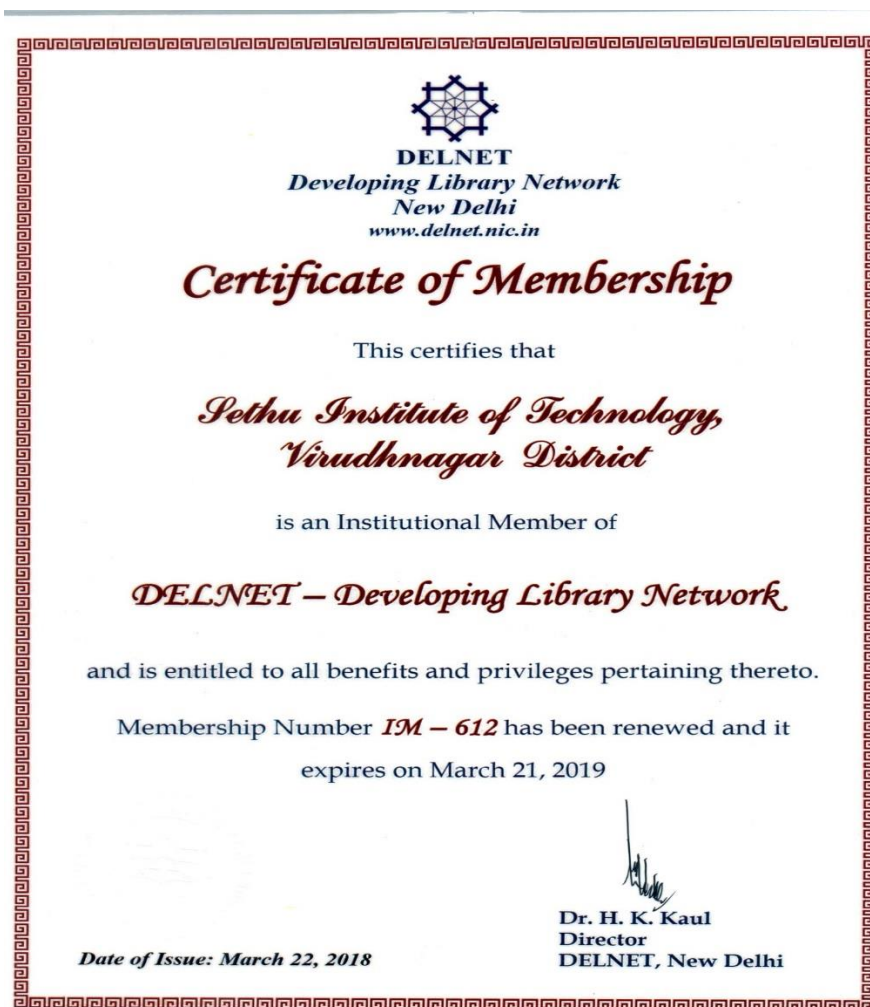 DELNET
Developing Library Network
New Delhi
www.delnet.nic.in
Certificate of Membership
This certifies that
Sethu Institute of Technology,
Virudhnagar District
is an Institutional Member of
DELNET – Developing Library Network
and is entitled to all benefits and privileges pertaining thereto.
Membership Number IM – 612 has been renewed and it
expires on March 21, 2019
Dr. H. K. Kaul
Director
Date of Issue: March 22, 2018 DELNET, New Delhi